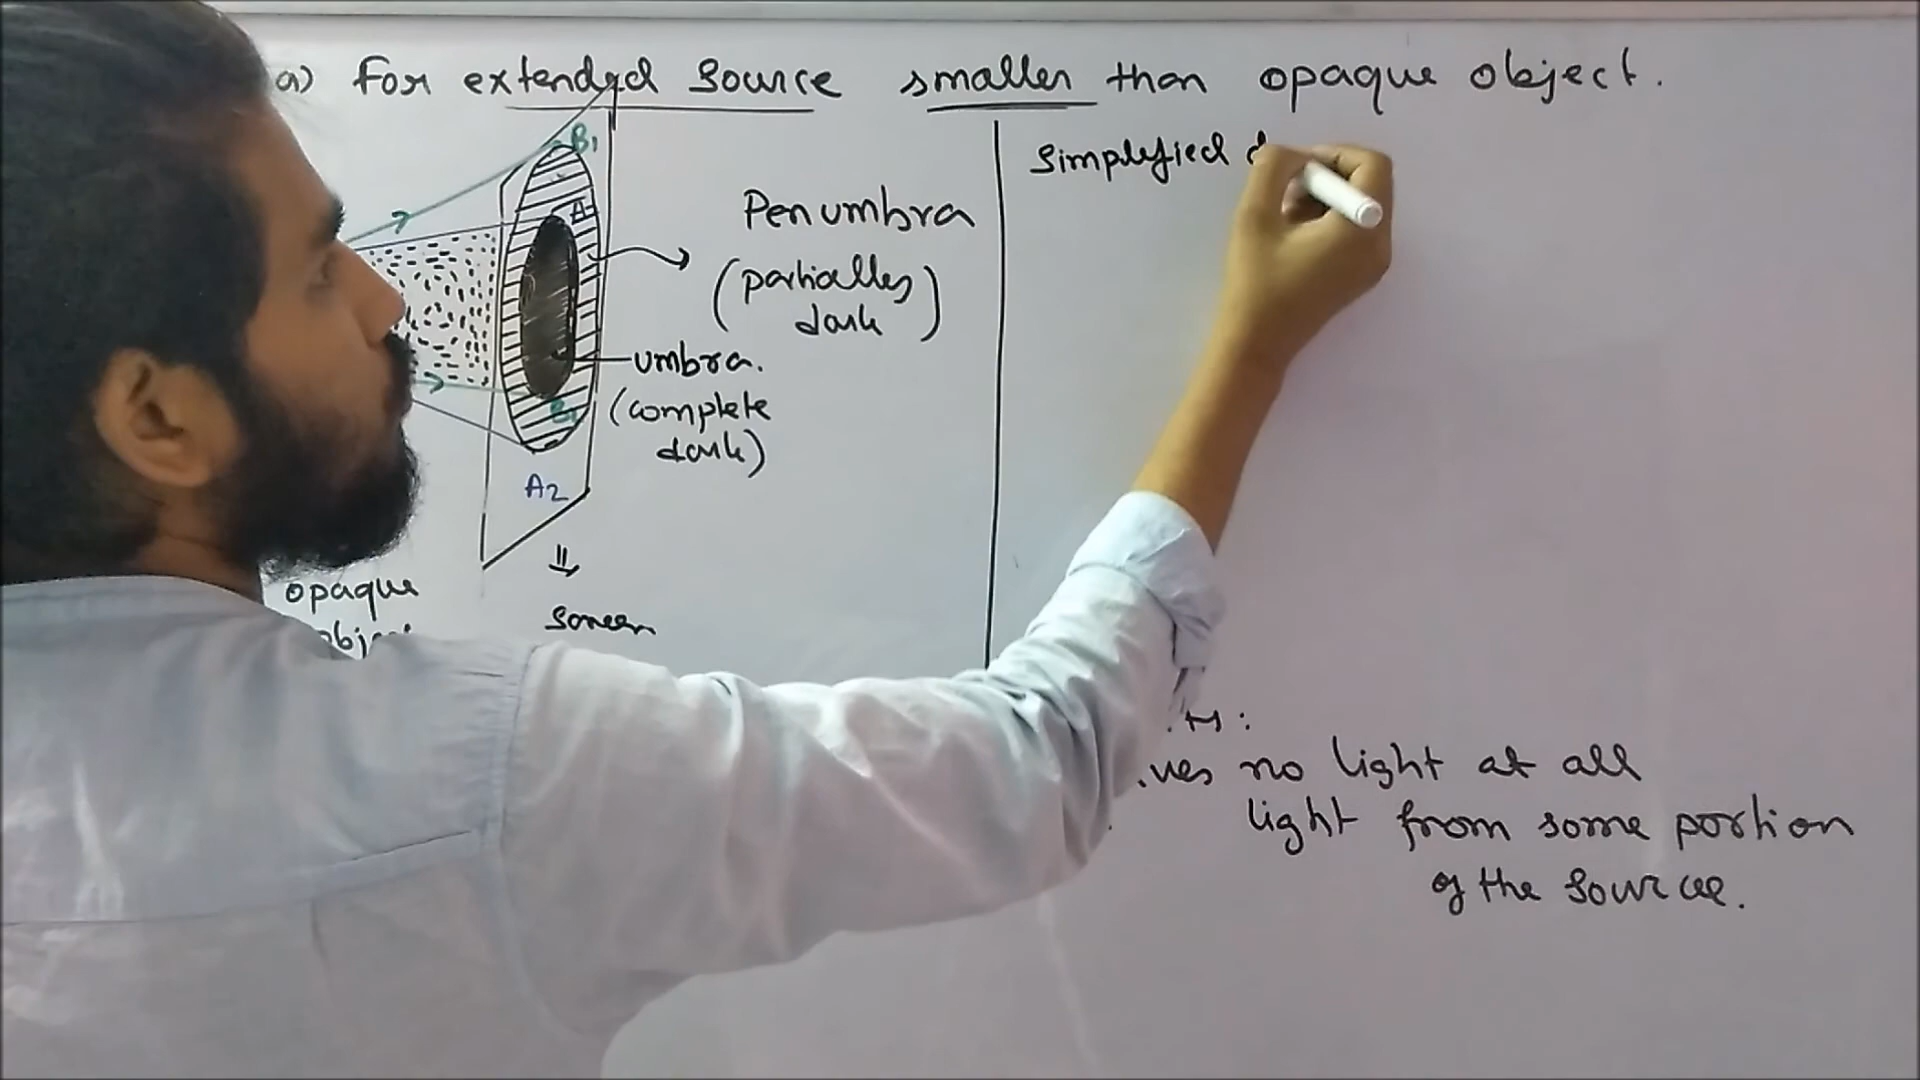 a) For extended source smaller than opaque object.
B1
A
Penumbra
(partially dark)
umbra.
(complete dark)
B2
A2
screen
opaque
Simplified
no light at all
light from some portion
of the source.